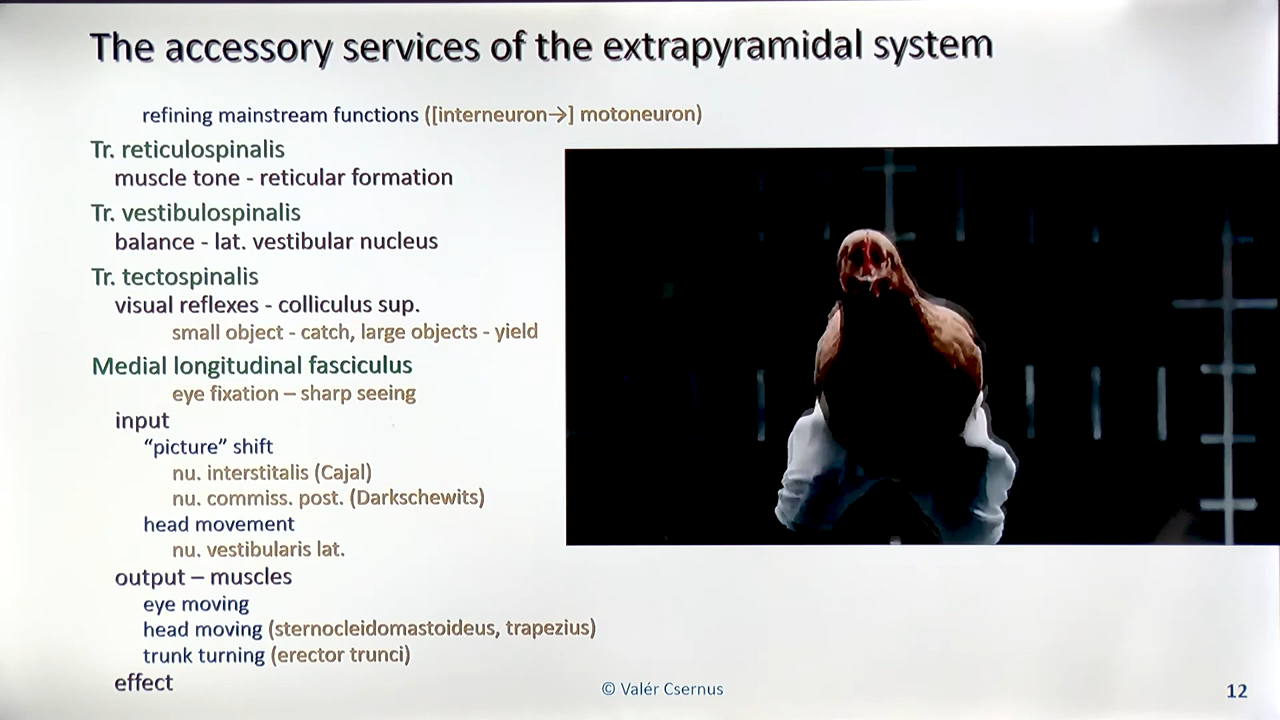 The accessory services of the extrapyramidal system
refining mainstream functions ([interneuron→] motoneuron)
Tr. reticulospinalis
muscle tone - reticular formation
Tr. vestibulospinalis
balance - lat. vestibular nucleus
Tr. tectospinalis
visual reflexes - colliculus sup.
small object - catch, large objects - yield
Medial longitudinal fasciculus
eye fixation – sharp seeing
input
“picture” shift
nu. interstitalis (Cajal)
nu. commiss. post. (Darkschewits)
head movement
nu. vestibularis lat.
output – muscles
eye moving
head moving (sternocleidomastoideus, trapezius)
trunk turning (erector trunci)
effect
© Valér Csernus
12